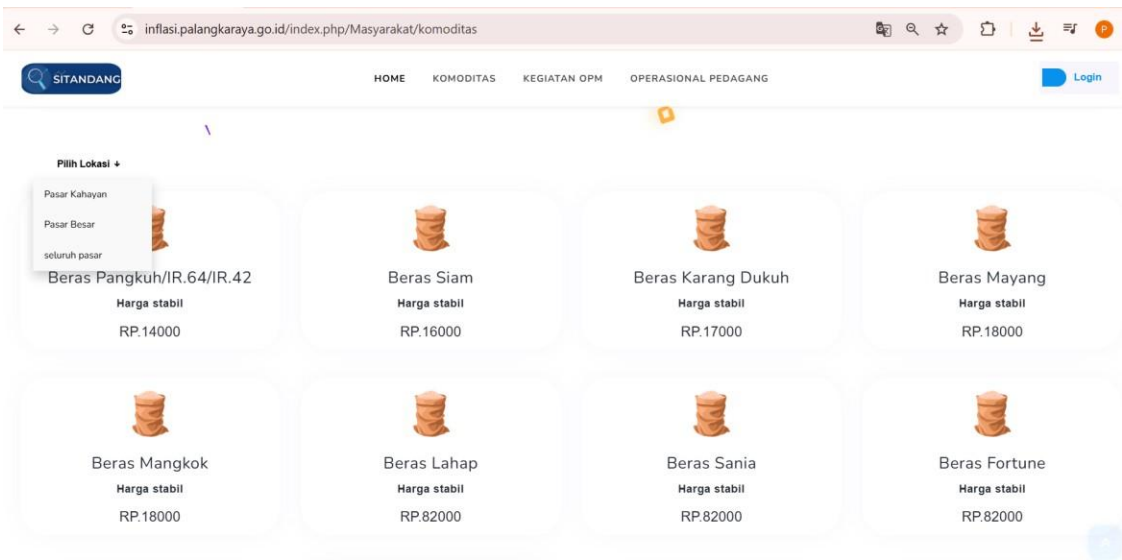 inflasi.palangkaraya.go.id/index.php/Masyarakat/komoditas
P
SITANDANG
HOME KOMODITAS KEGIATAN OPM OPERASIONAL PEDAGANG
Login
Pilih Lokasi
Pasar Kahayan
Pasar Besar
seluruh pasar
Beras Pangkuh/IR.64/IR.42 Beras Siam Beras Karang Dukuh Beras Mayang
Harga stabil Harga stabil Harga stabil Harga stabil
RP.14000 RP.16000 RP.17000 RP.18000
Beras Mangkok Beras Lahap Beras Sania Beras Fortune
Harga stabil Harga stabil Harga stabil Harga stabil
RP.18000 RP.82000 RP.82000 RP.82000